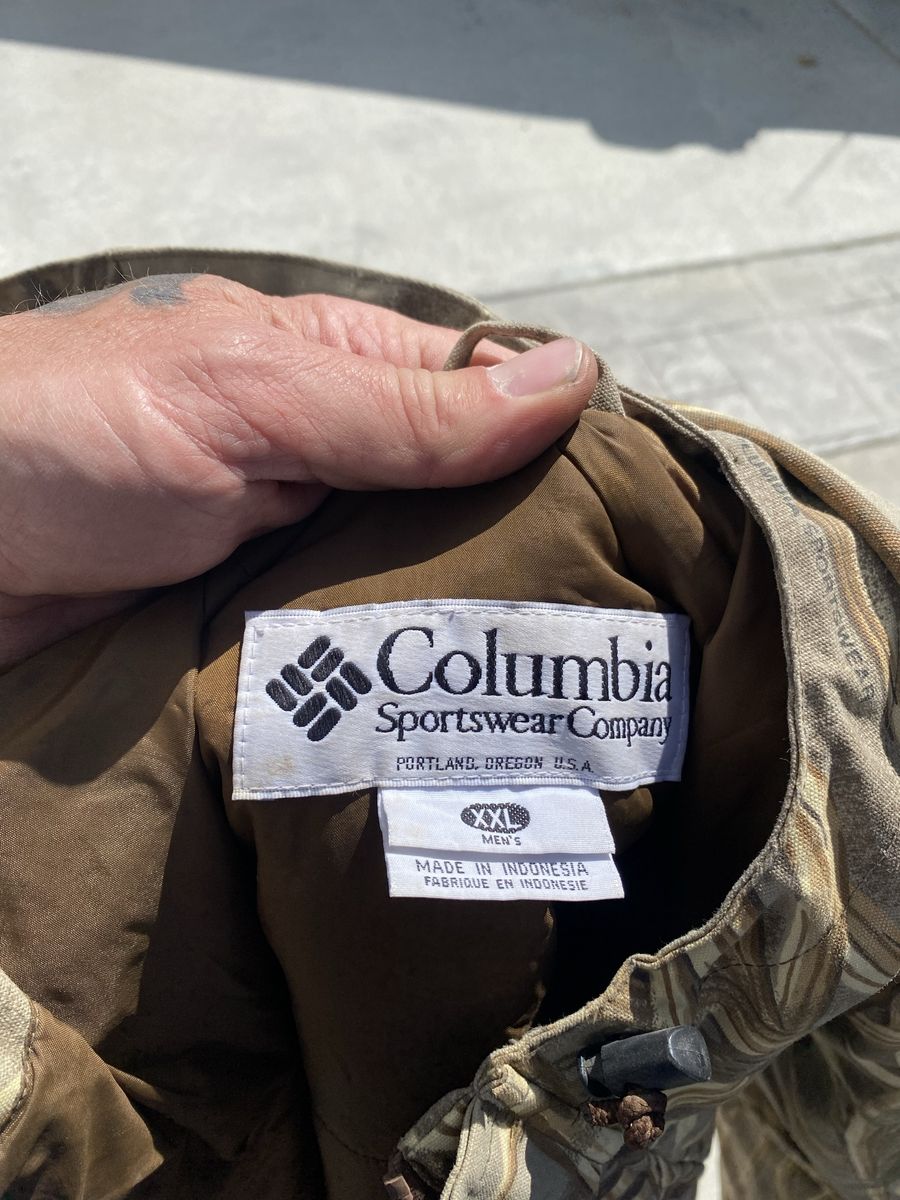 Columbia
Sportswear Company
PORTLAND, OREGON U.S.A.
XXL
MEN'S
MADE IN INDONESIA
FABRIQUE EN INDONESIE